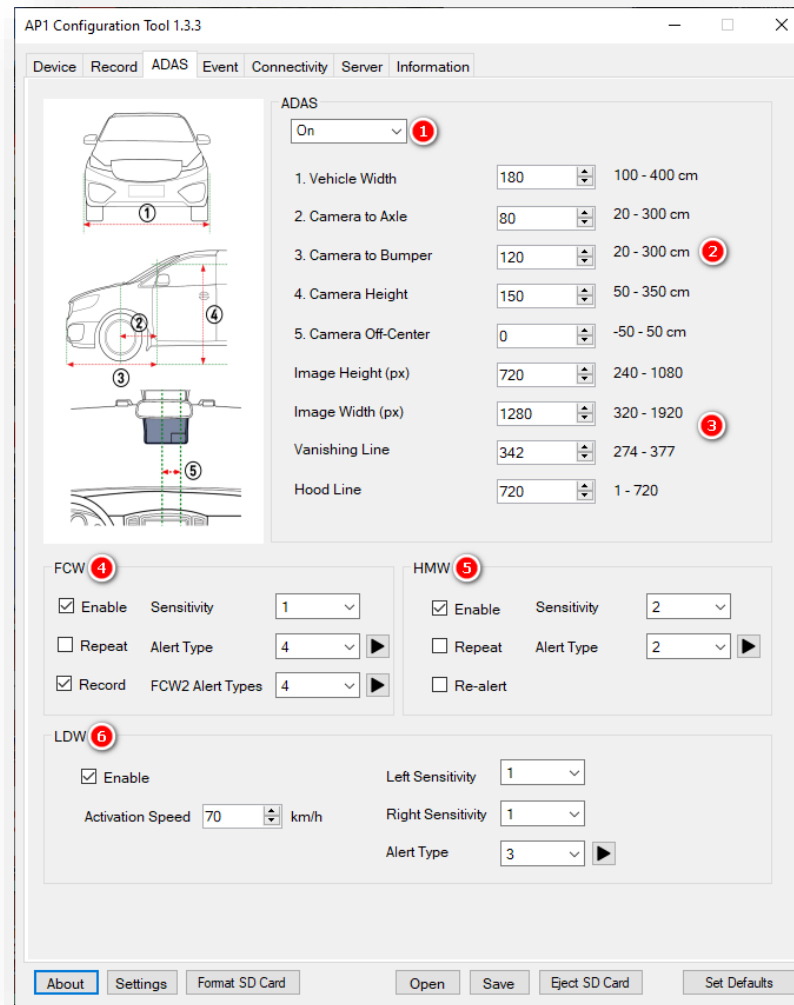 AP1 Configuration Tool 1.3.3
Device Record ADAS Event Connectivity Server Information
ADAS
On 1
1. Vehicle Width 180 100 - 400 cm
2. Camera to Axle 80 20 - 300 cm
3. Camera to Bumper 120 20 - 300 cm 2
4. Camera Height 150 50 - 350 cm
5. Camera Off-Center 0 -50 - 50 cm
Image Height (px) 720 240 - 1080
Image Width (px) 1280 320 - 1920 3
Vanishing Line 342 274 - 377
Hood Line 720 1 - 720
1
2
4
3
5
FCW 4
Enable Sensitivity 1
Repeat Alert Type 4
Record FCW2 Alert Types 4
HMW 5
Enable Sensitivity 2
Repeat Alert Type 2
Re-alert
LDW 6
Enable
Activation Speed 70 km/h
Left Sensitivity 1
Right Sensitivity 1
Alert Type 3
About Settings Format SD Card Open Save Eject SD Card Set Defaults